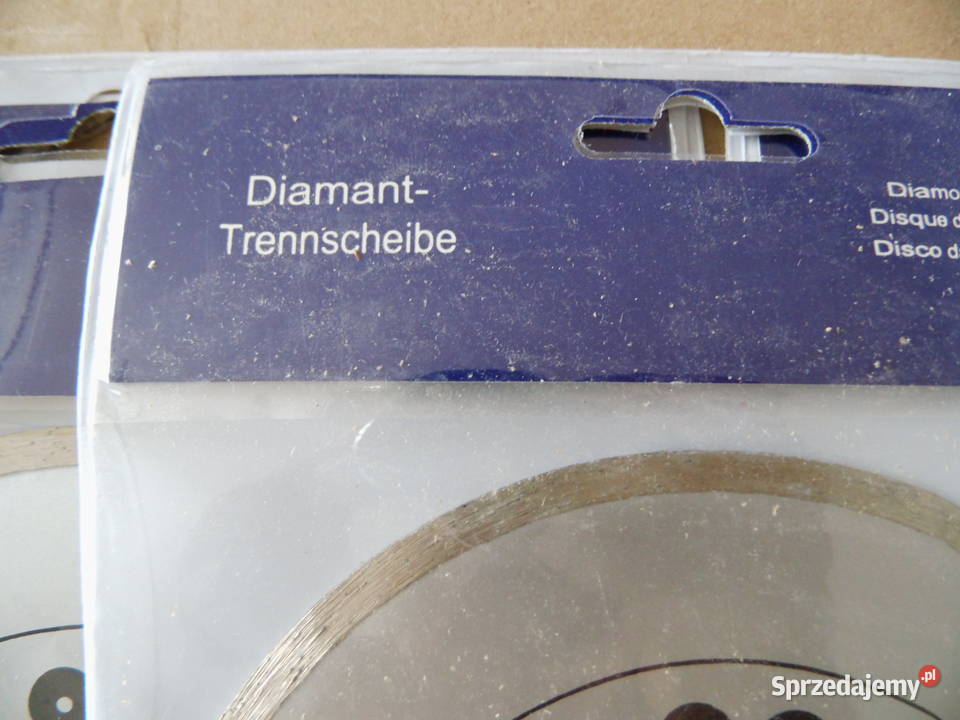 Diamant-
Trennscheibe
Disque
Disco
Sprzedajemy.pl